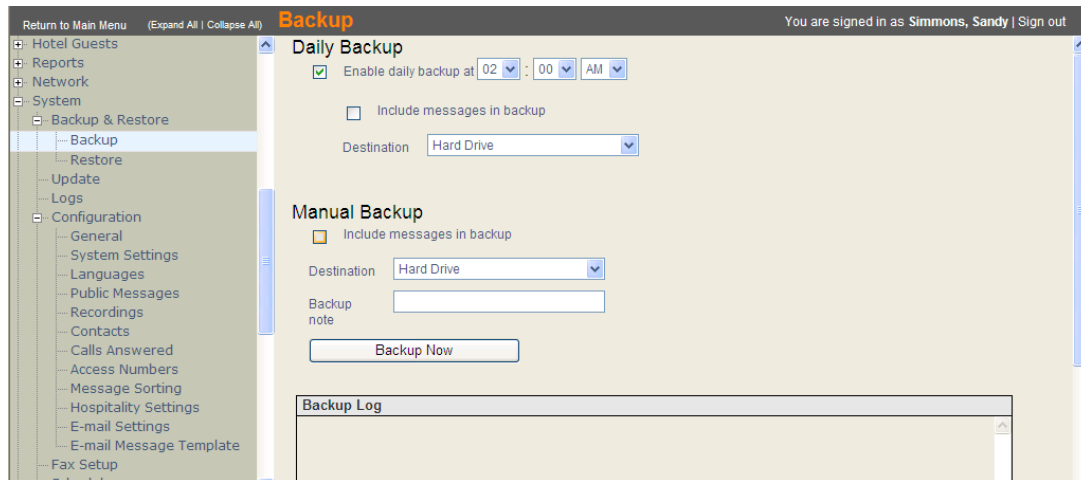 Return to Main Menu (Expand All | Collapse All) Backup You are signed in as Simmons, Sandy | Sign out
Hotel Guests
Reports
Network
System
Backup & Restore
Backup
Restore
Update
Logs
Configuration
General
System Settings
Languages
Public Messages
Recordings
Contacts
Calls Answered
Access Numbers
Message Sorting
Hospitality Settings
E-mail Settings
E-mail Message Template
Fax Setup
Daily Backup
Enable daily backup at 02 : 00 AM
Include messages in backup
Destination Hard Drive
Manual Backup
Include messages in backup
Destination Hard Drive
Backup
note
Backup Now
Backup Log